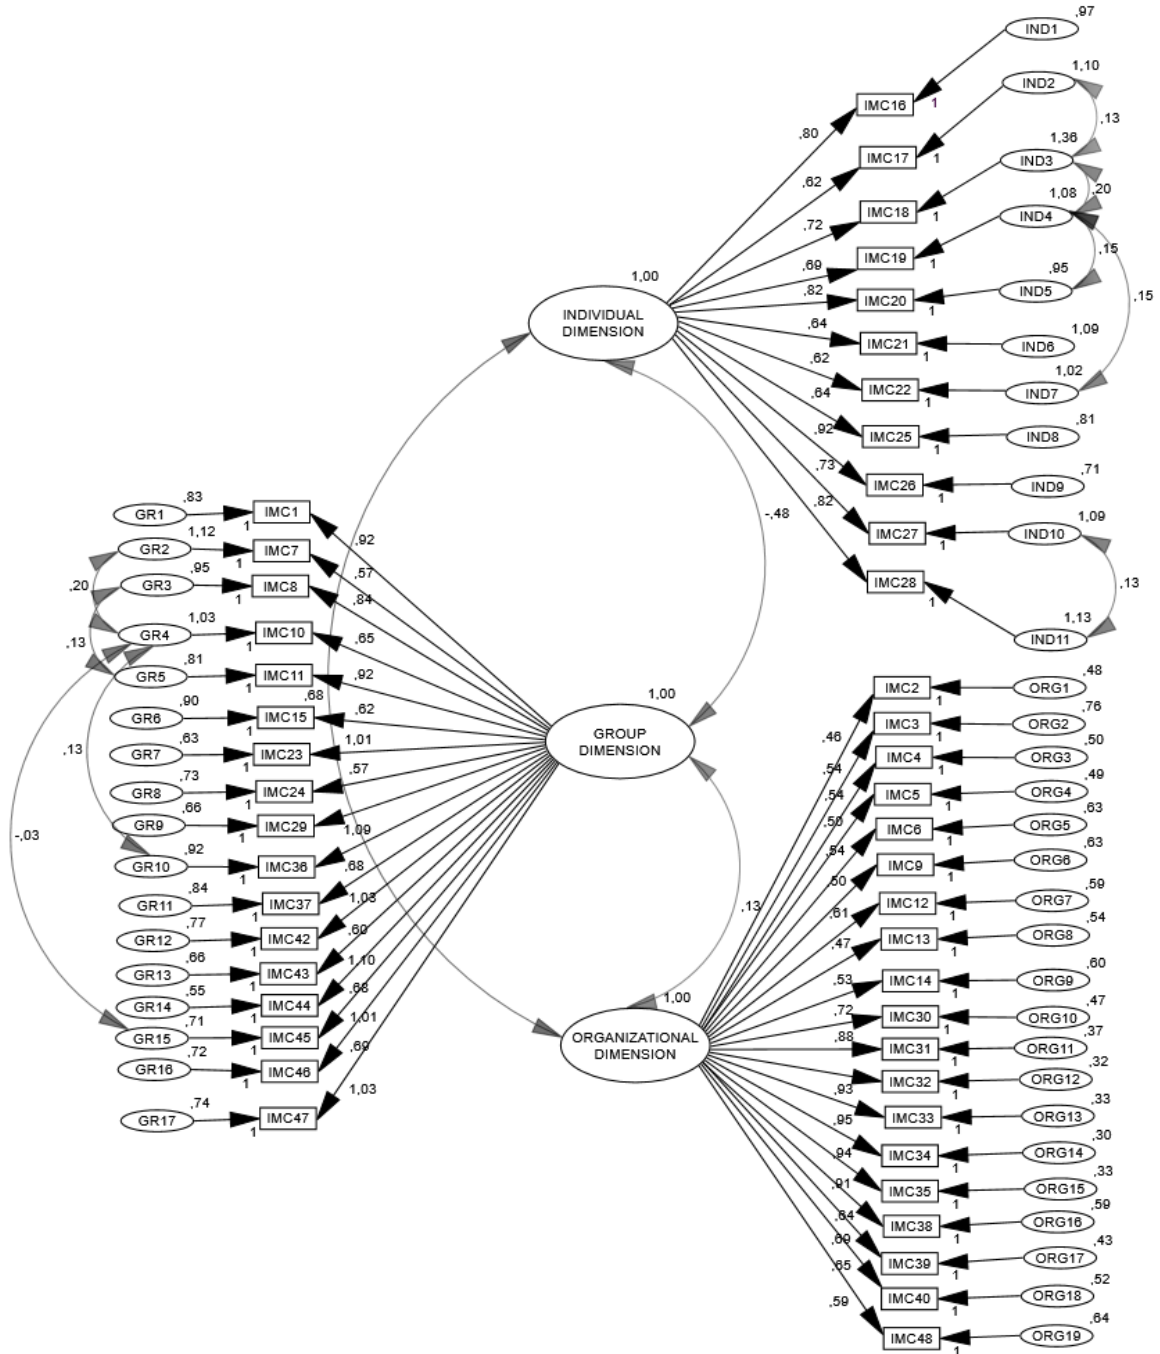 ,97
IND1
1,10
IND2
IMC16
1
,13
,80
1,36
IMC17
1
IND3
,62
,20
1,08
IMC18
1
IND4
,72
,15
IMC19
1
,69
,95
1,00
,82
IMC20
1
IND5
,15
INDIVIDUAL
DIMENSION
,64
IMC21
1
1,09
IND6
,62
IMC22
1
1,02
IND7
,64
,81
,92
IMC25
1
IND8
,73
,71
IMC26
1
IND9
,82
1,09
IMC27
1
IND10
-,48
IMC28
1
,13
1,13
IND11
GR1
,83
1
IMC1
,92
GR2
1,12
1
IMC7
,57
,20
GR3
,95
1
IMC8
,84
GR4
1,03
1
IMC10
,65
,13
GR5
,81
1
IMC11
,92
,68
GR6
,90
1
IMC15
,62
GR7
,63
1
IMC23
1,01
,13
GR8
,73
1
IMC24
,57
GR9
,66
1
IMC29
1,09
-,03
GR10
,92
1
IMC36
,68
GR11
,84
1
IMC37
1,03
GR12
,77
1
IMC42
,60
GR13
,66
1
IMC43
1,10
GR14
,55
1
IMC44
,68
GR15
,71
1
IMC45
1,01
GR16
,72
1
IMC46
,69
GR17
,74
1
IMC47
1,03
1,00
GROUP
DIMENSION
,13
1,00
ORGANIZATIONAL
DIMENSION
,46
IMC2
1
ORG1
,48
,54
IMC3
1
ORG2
,76
,54
IMC4
1
ORG3
,50
,50
IMC5
1
ORG4
,49
,54
IMC6
1
ORG5
,63
,50
IMC9
1
ORG6
,63
,61
IMC12
1
ORG7
,59
,47
IMC13
1
ORG8
,54
,53
IMC14
1
ORG9
,60
,72
IMC30
1
ORG10
,47
,88
IMC31
1
ORG11
,37
IMC32
1
ORG12
,32
,93
IMC33
1
ORG13
,33
,95
IMC34
1
ORG14
,30
,94
IMC35
1
ORG15
,33
,91
IMC38
1
ORG16
,59
,64
IMC39
1
ORG17
,43
,69
,65
IMC40
1
ORG18
,52
,59
IMC48
1
ORG19
,64